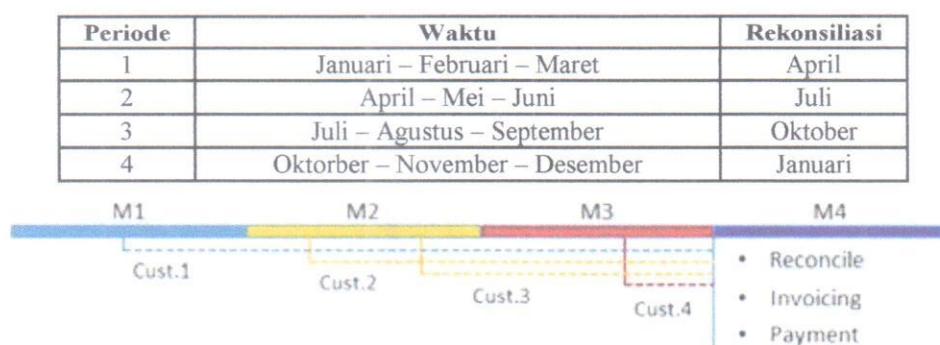 Periode Waktu Rekonsiliasi
1 Januari – Februari – Maret April
2 April – Mei – Juni Juli
3 Juli – Agustus – September Oktober
4 Oktorber – November – Desember Januari
M1 M2 M3 M4
Cust.1 Cust.2 Cust.3 Cust.4
• Reconcile
• Invoicing
• Payment